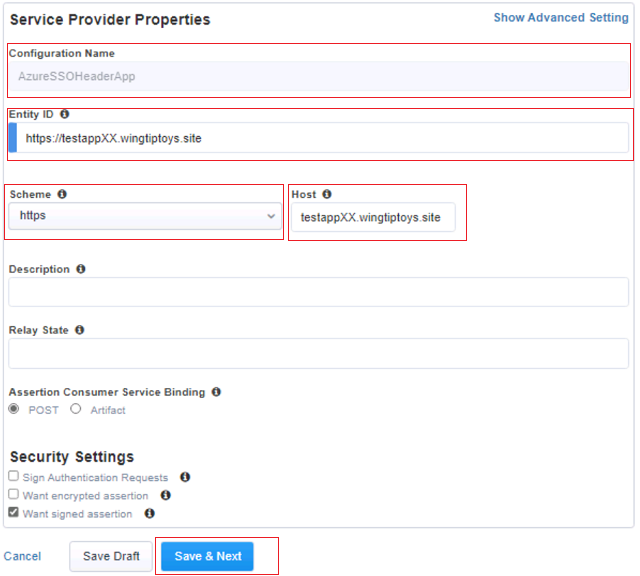 Service Provider Properties
Show Advanced Setting
Configuration Name
AzureSSOHeaderApp
Entity ID
https://testappXX.wingtiptoys.site
Scheme
Host
https
testappXX.wingtiptoys.site
Description
Relay State
Assertion Consumer Service Binding
POST
Artifact
Security Settings
Sign Authentication Requests
Want encrypted assertion
Want signed assertion
Cancel
Save Draft
Save & Next